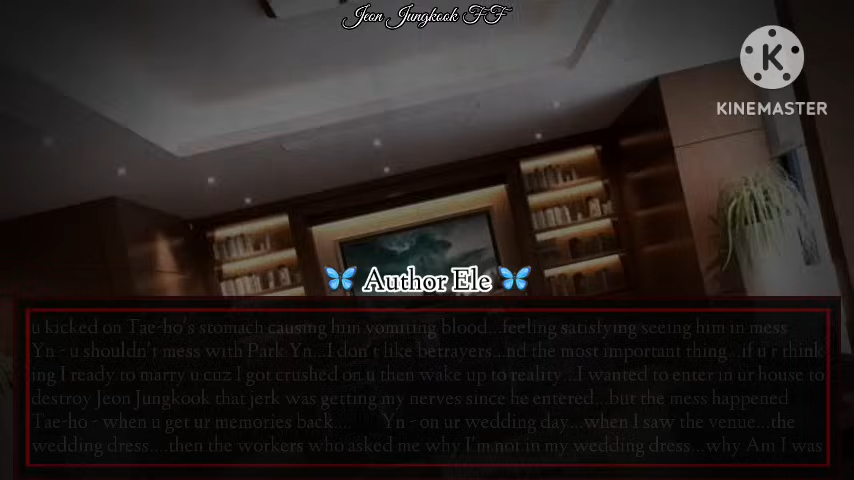 Jeon Jungkook FF
KINEMASTER
🦋 Author Ele 🦋
u kicked on Tae-ho's stomach causing him vomiting blood...feeling satisfying seeing him in mess
Yn - u shouldn't mess with Park Yn...I don't like betrayers...nd the most important thing...if u r think
ing I ready to marry u cuz I got crushed on u then wake up to reality...I wanted to enter in ur house to
destroy Jeon Jungkook that jerk was getting my nerves since he entered...but the mess happened
Tae-ho - when u get ur memories back.... Yn - on ur wedding day...when I saw the venue...the
wedding dress....then the workers who asked me why I'm not in my wedding dress...why Am I was